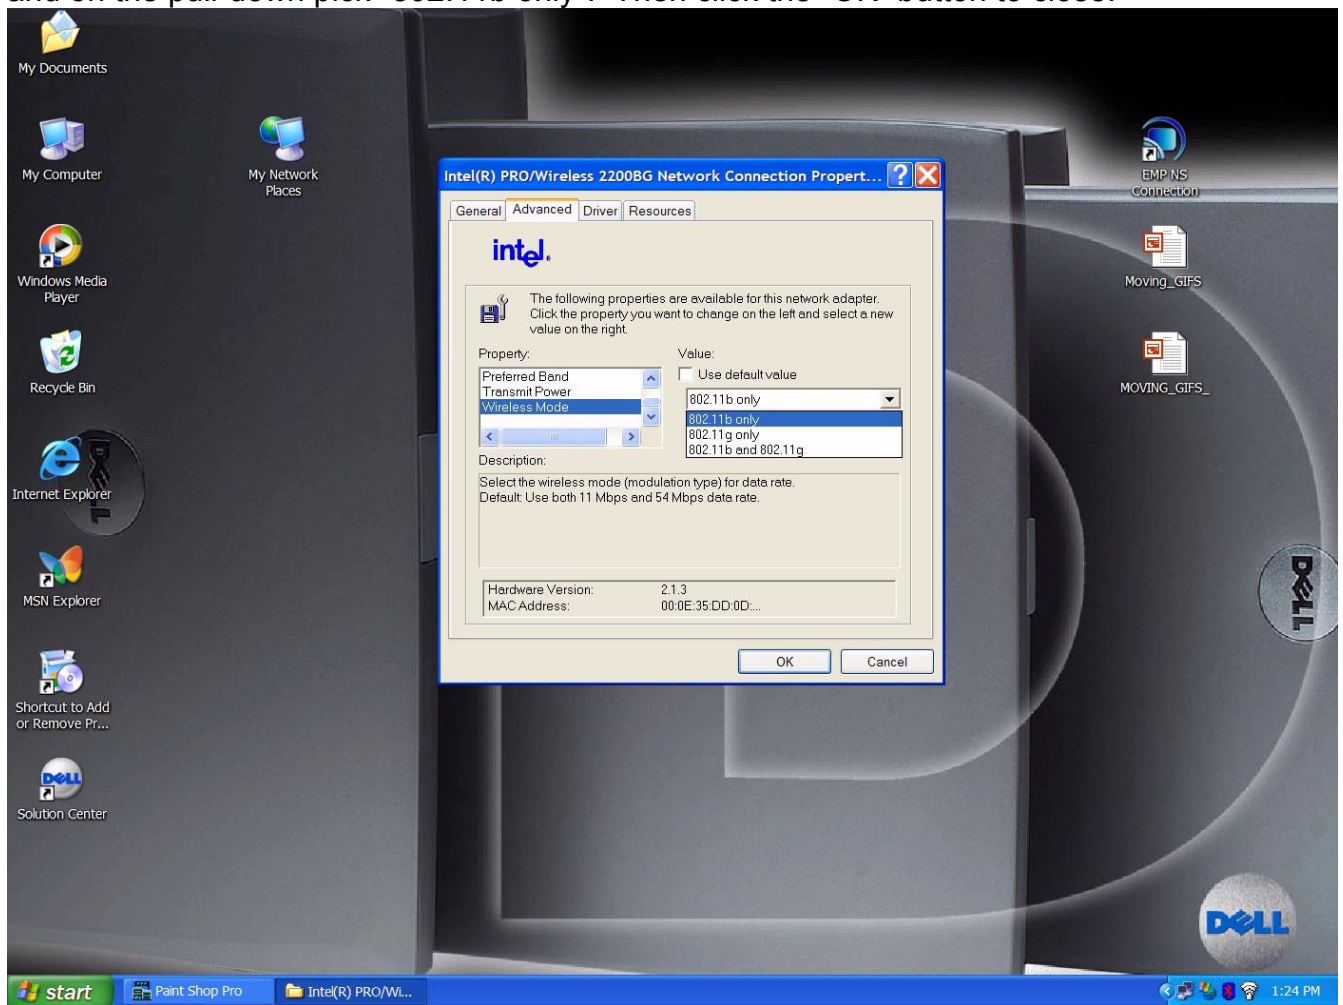 and on the pull down pick "802.11b only". Then click the "OK" button to close.
My Documents
My Computer
My Network
Places
EMP NS
Connection
Windows Media
Player
Moving_GIFS
Recycle Bin
MOVING_GIFS_
Internet Explorer
MSN Explorer
Shortcut to Add
or Remove Pr...
DELL
Solution Center
Intel(R) PRO/Wireless 2200BG Network Connection Propert...
General Advanced Driver Resources
intel.
The following properties are available for this network adapter.
Click the property you want to change on the left and select a new
value on the right.
Property:
Value:
Preferred Band
Transmit Power
Wireless Mode
Use default value
802.11b only
802.11b only
802.11g only
802.11b and 802.11g
Description:
Select the wireless mode (modulation type) for data rate.
Default: Use both 11 Mbps and 54 Mbps data rate.
Hardware Version: 2.1.3
MAC Address: 00:0E:35:DD:0D:...
OK Cancel
DELL
DELL
DELL
start Paint Shop Pro Intel(R) PRO/Wi... 1:24 PM